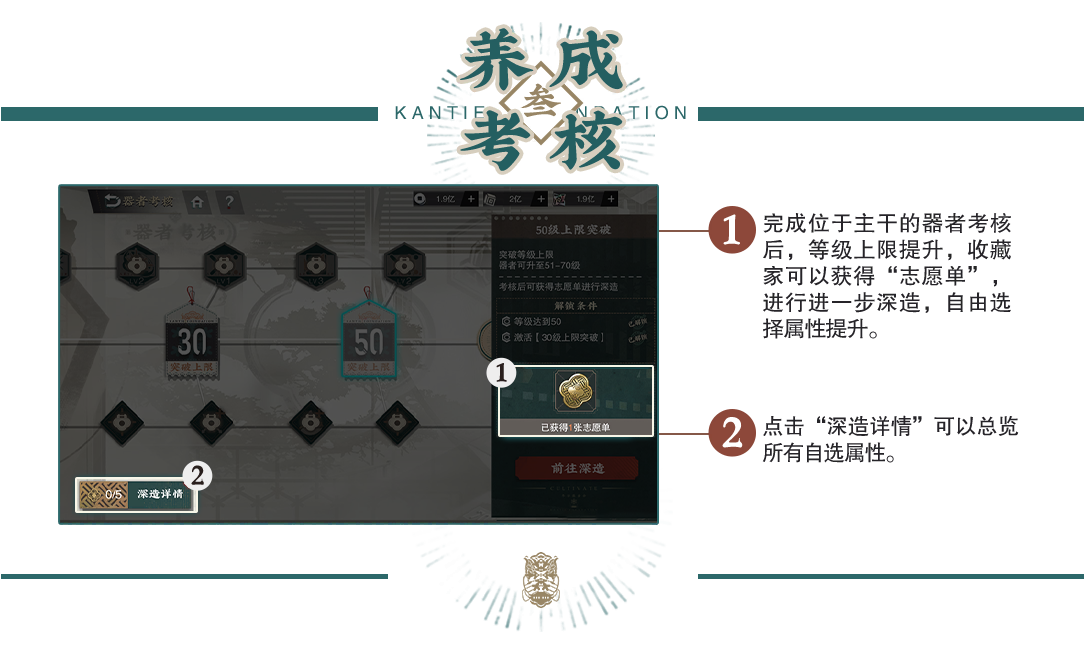 养成
叁
KANTIE NDATION
考核
器者考核
?
1.9亿 +
2亿 +
1.9亿 +
器者考核
50级上限突破
突破等级上限
器者可升至51-70级
考核后可获得志愿单进行深造
解锁条件
等级达到50
已解锁
激活【30级上限突破】
已解锁
30
突破上限
50
突破上限
1
已获得1张志愿单
前往深造
2
0/5 深造详情
1
完成位于主干的器者考核
后，等级上限提升，收藏
家可以获得“志愿单”，
进行进一步深造，自由选
择属性提升。
2
点击“深造详情”可以总览
所有自选属性。